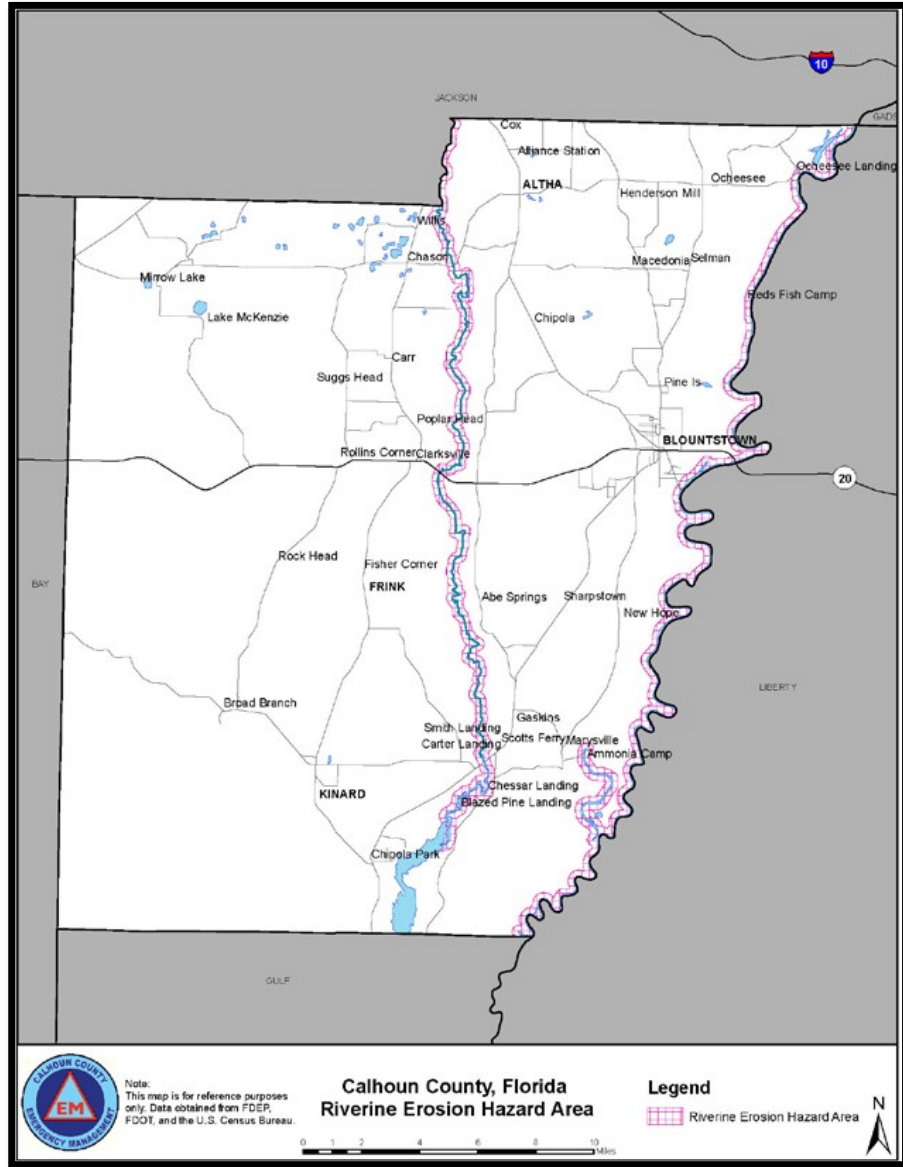 10
JACKSON
GADS
Cox
Alliance Station
Ocheesee Landing
Ocheesee
ALTHA
Henderson Mill
Willis
Chason
Macedonia
Selman
Mirrow Lake
Reds Fish Camp
Lake McKenzie
Chipola
Carr
Suggs Head
Pine Is
Poplar Head
BLOUNTSTOWN
Rollins Corner
Clarksville
20
Rock Head
Fisher Corner
BAY
FRINK
Abe Springs
Sharpstown
New Hope
LIBERTY
Broad Branch
Gaskins
Smith Landing
Scotts Ferry
Marysville
Carter Landing
Ammonia Camp
Chessar Landing
KINARD
Blazed Pine Landing
Chipola Park
GULF
CALHOUN COUNTY
EM
EMERGENCY MANAGEMENT
Note:
This map is for reference purposes
only. Data obtained from FDEP,
FDOT, and the U.S. Census Bureau.
Calhoun County, Florida
Riverine Erosion Hazard Area
0 1 2 4 6 8 10
Miles
Legend
Riverine Erosion Hazard Area
N